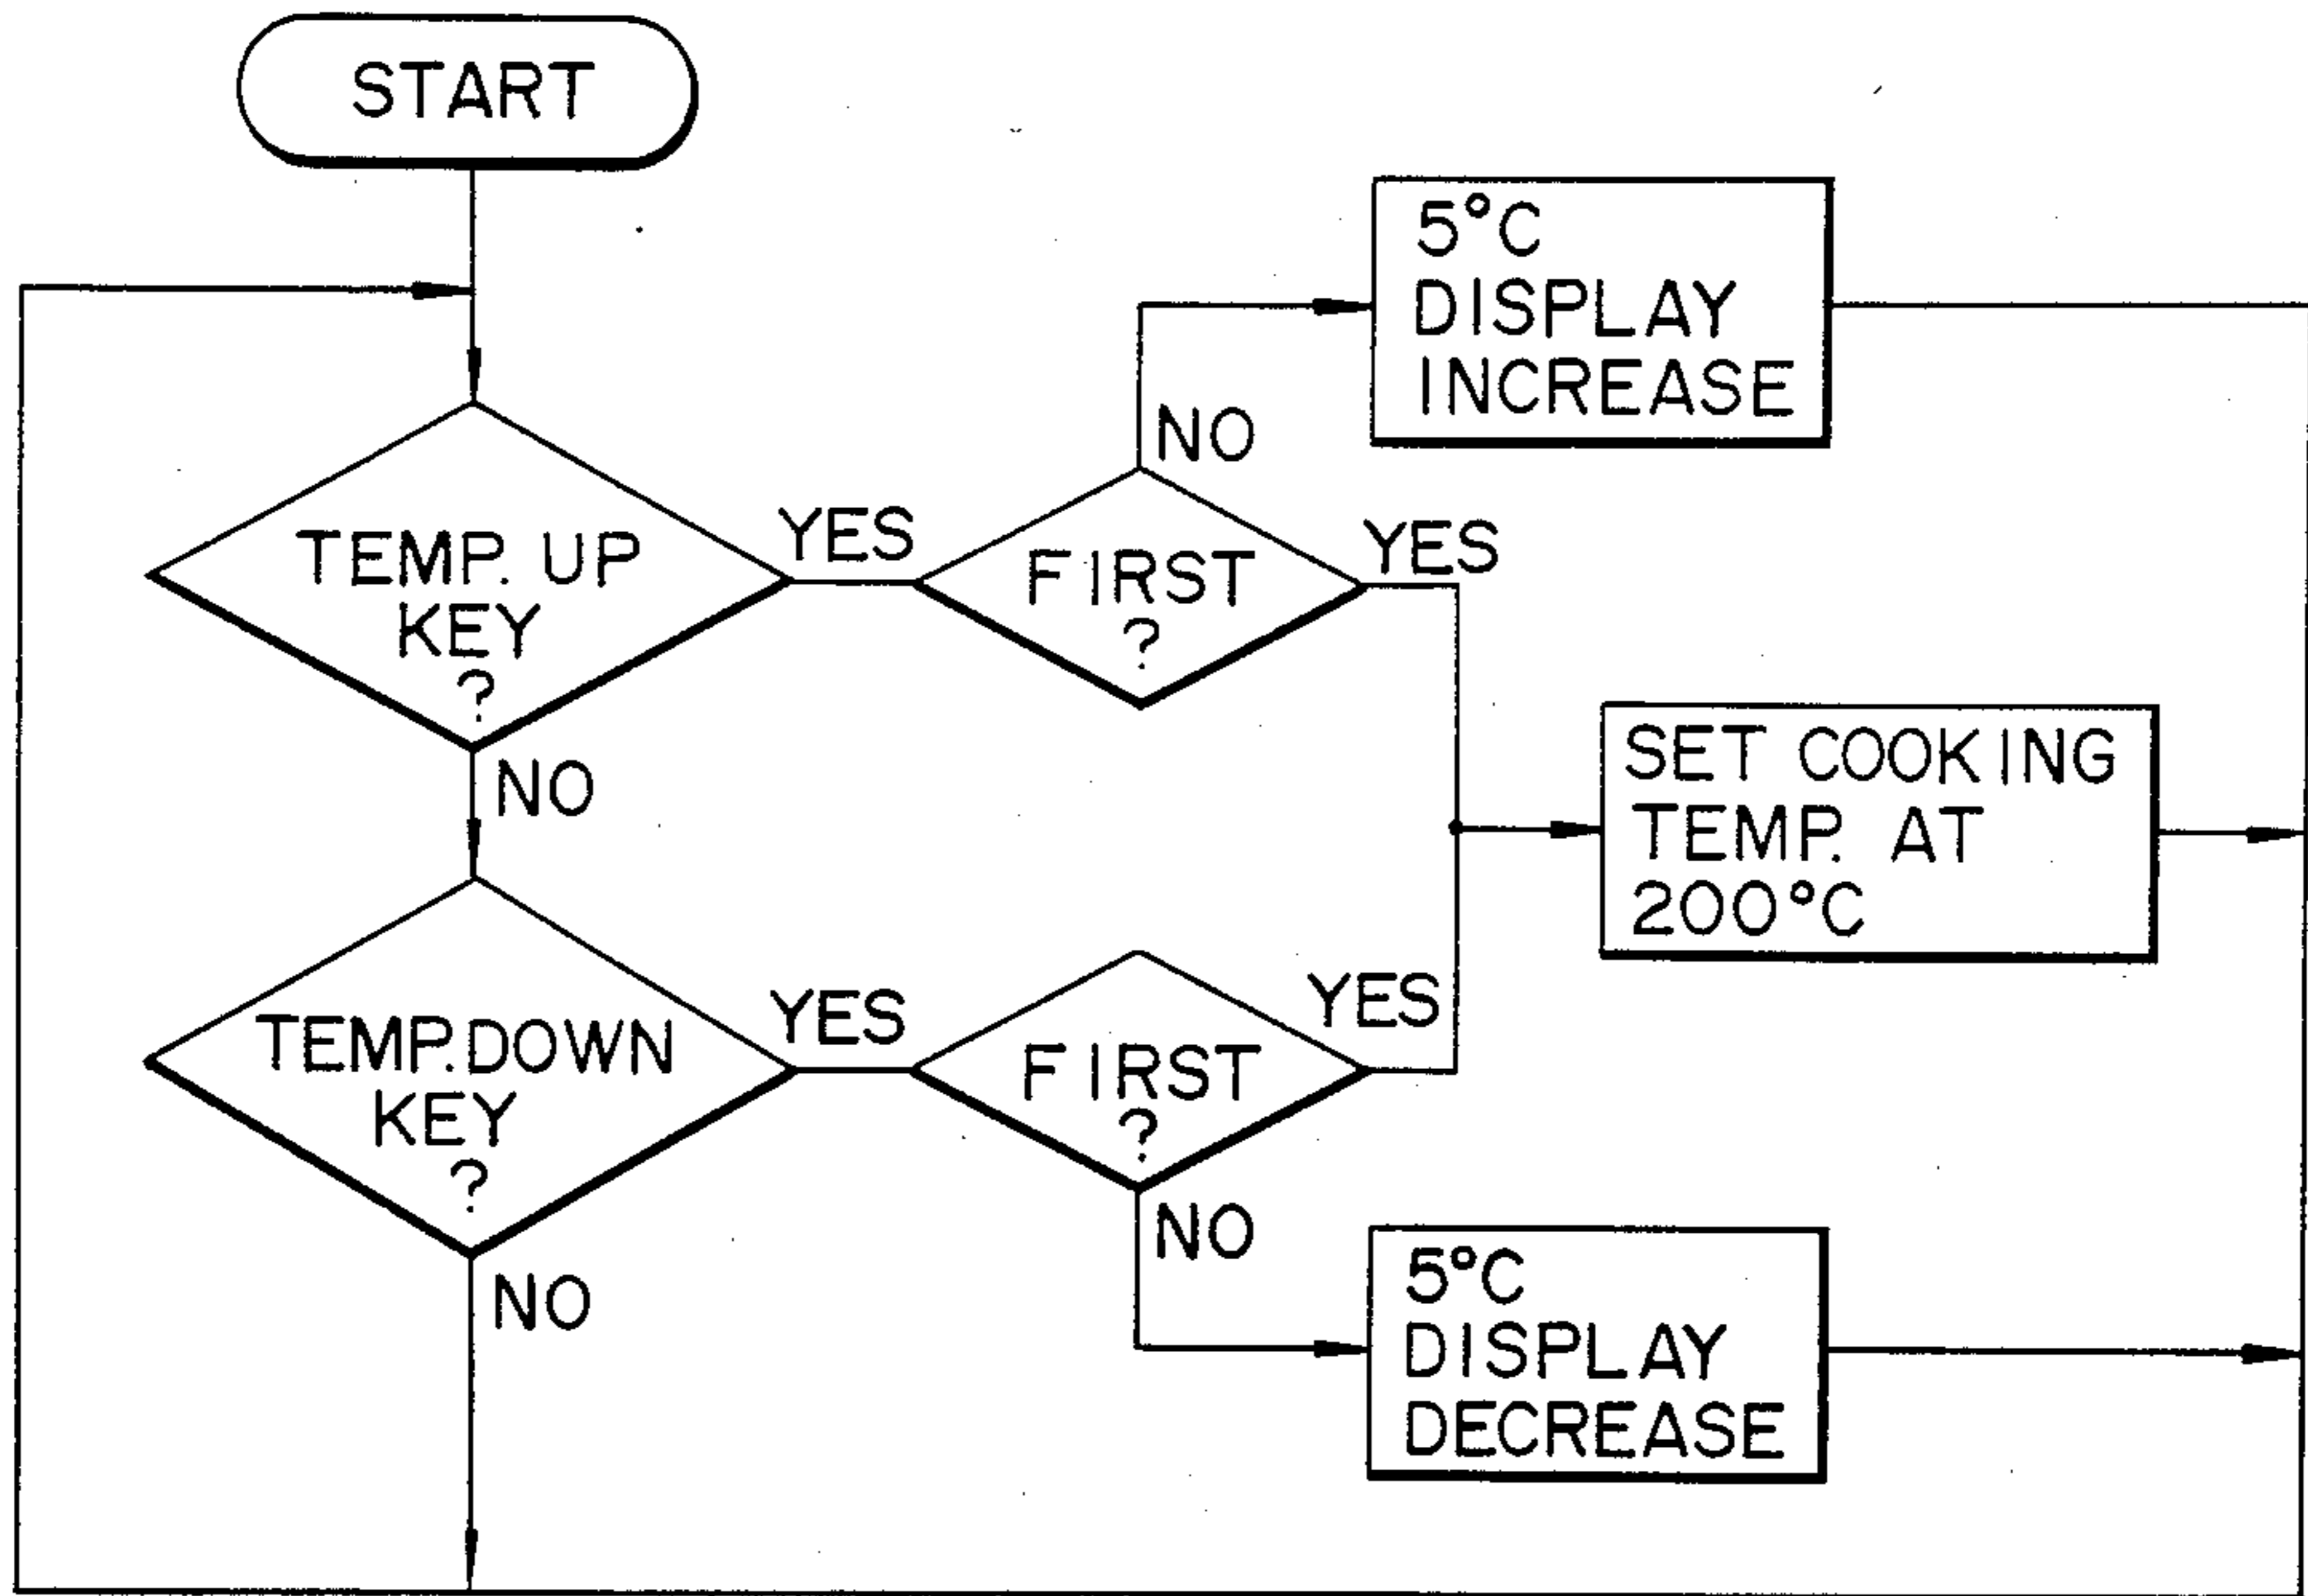 START
5°C
DISPLAY
INCREASE
NO
TEMP. UP
KEY
?
YES
FIRST
?
YES
NO
SET COOKING
TEMP. AT
200°C
TEMP. DOWN
KEY
?
YES
FIRST
?
YES
NO
NO
5°C
DISPLAY
DECREASE